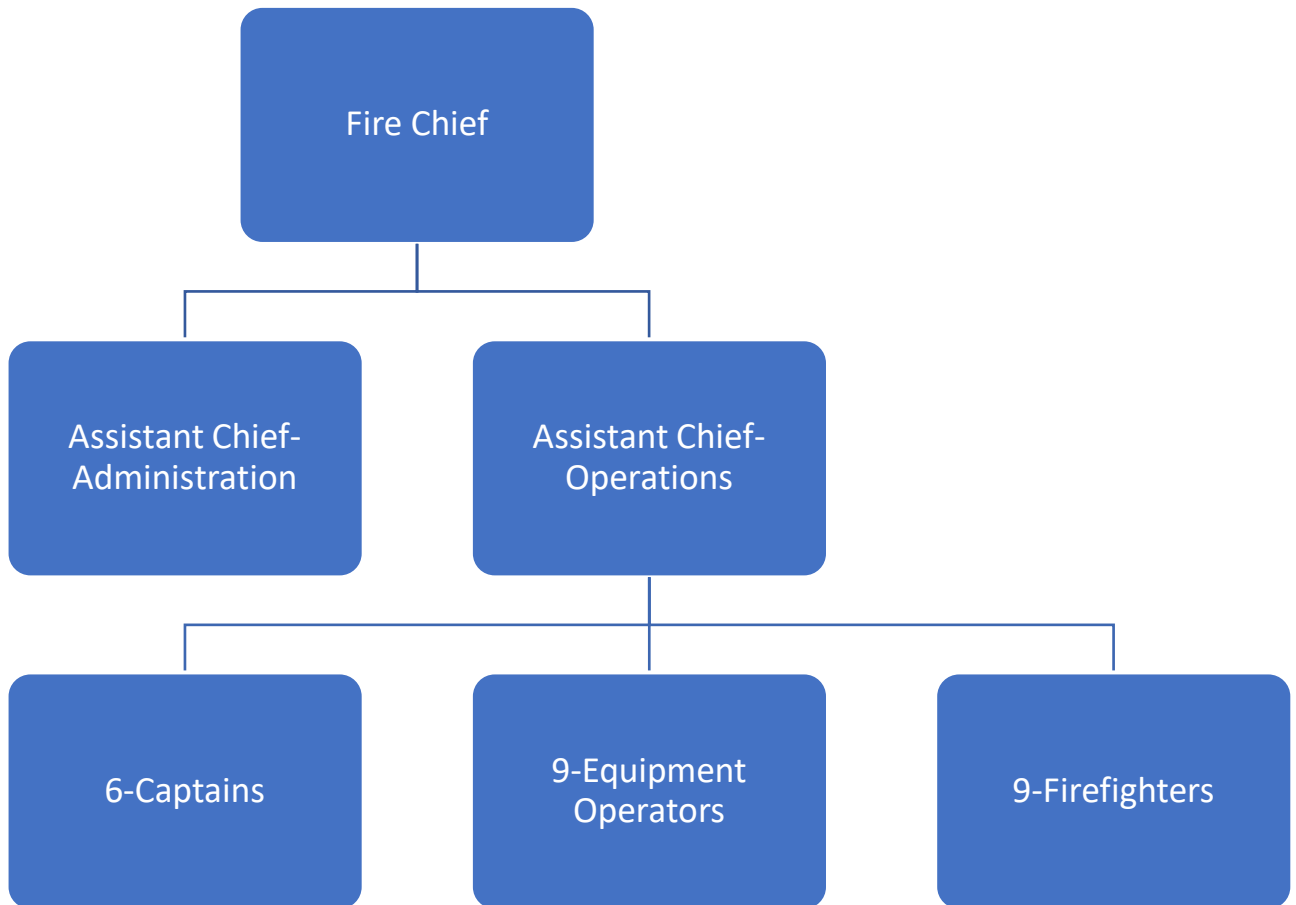 Fire Chief
Assistant Chief-
Administration
Assistant Chief-
Operations
6-Captains
9-Equipment
Operators
9-Firefighters